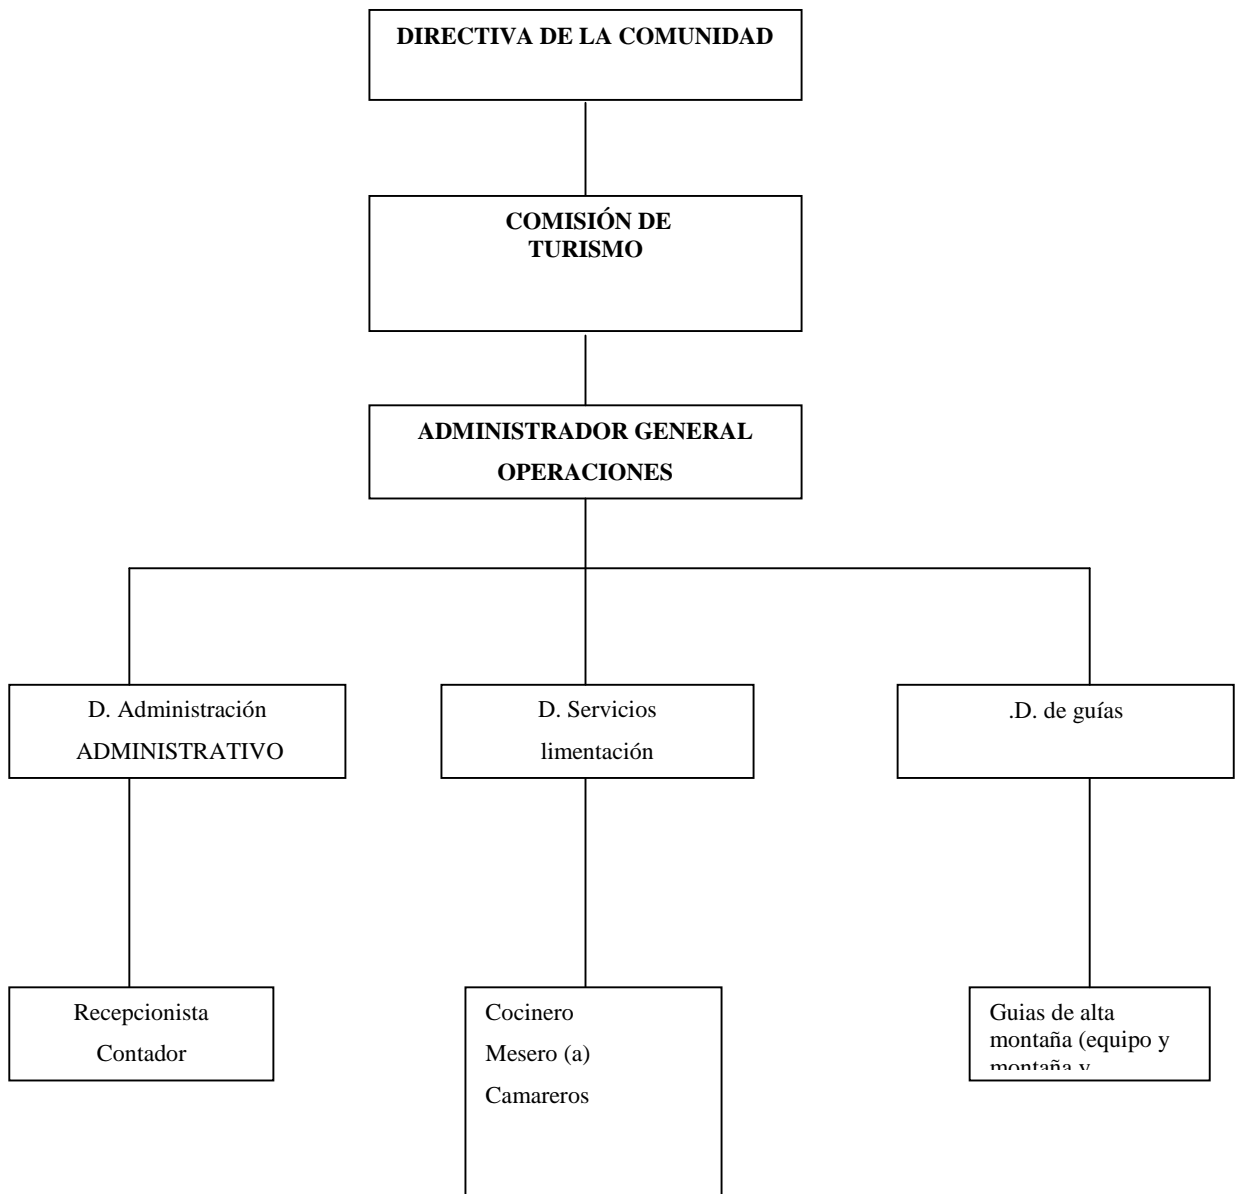 DIRECTIVA DE LA COMUNIDAD
COMISIÓN DE
TURISMO
ADMINISTRADOR GENERAL
OPERACIONES
D. Administración
ADMINISTRATIVO
D. Servicios
limentación
.D. de guías
Recepcionista
Contador
Cocinero
Mesero (a)
Camareros
Guias de alta
montaña (equipo y
montaña y